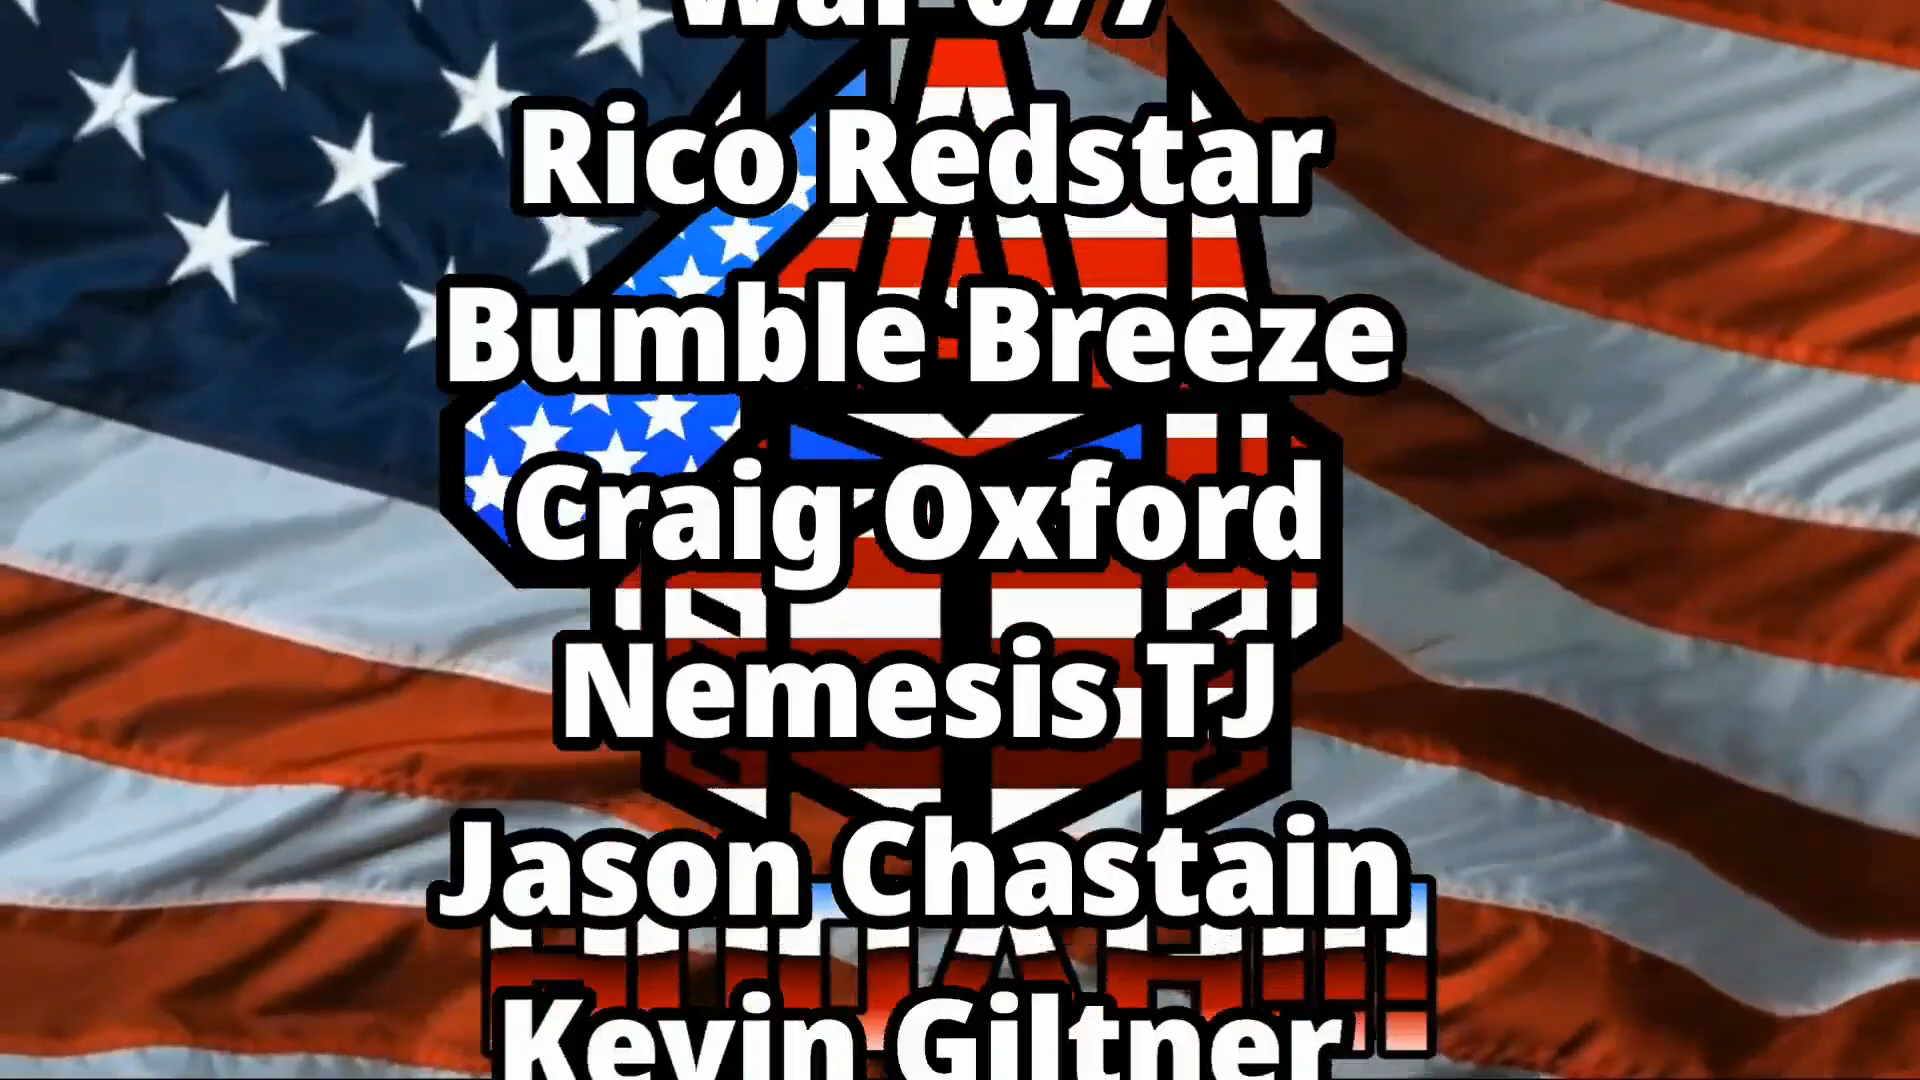 Rico Redstar
Bumble Breeze
Craig Oxford
Nemesis TJ
Jason Chastain
Kevin Giltner